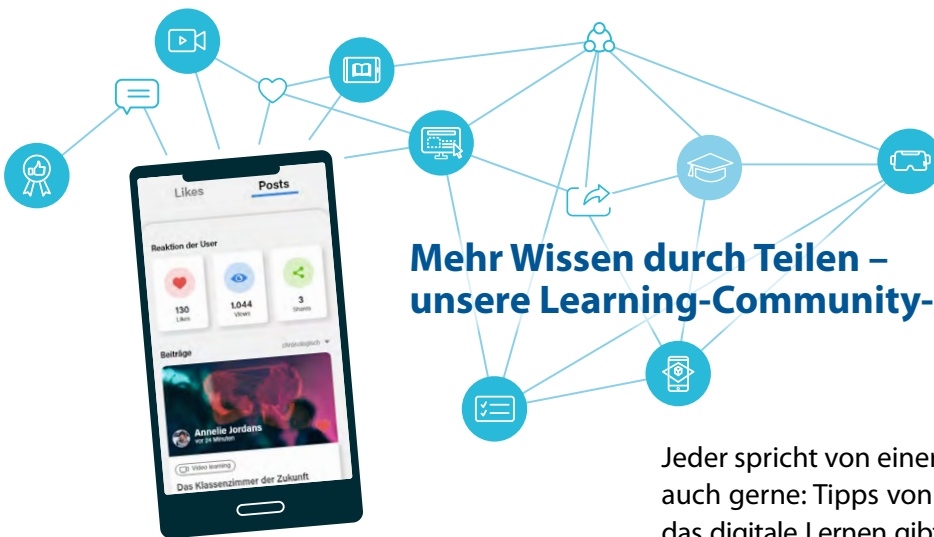 Likes
Posts
Reaktion der User
130
Likes
1.044
Views
3
Shares
Beiträge
chronologisch
Annelie Jordans
vor 24 Minuten
Video learning
Das Klassenzimmer der Zukunft
Mehr Wissen durch Teilen –
unsere Learning-Community-
Jeder spricht von einer
auch gerne: Tipps von
das digitale Lernen gibt